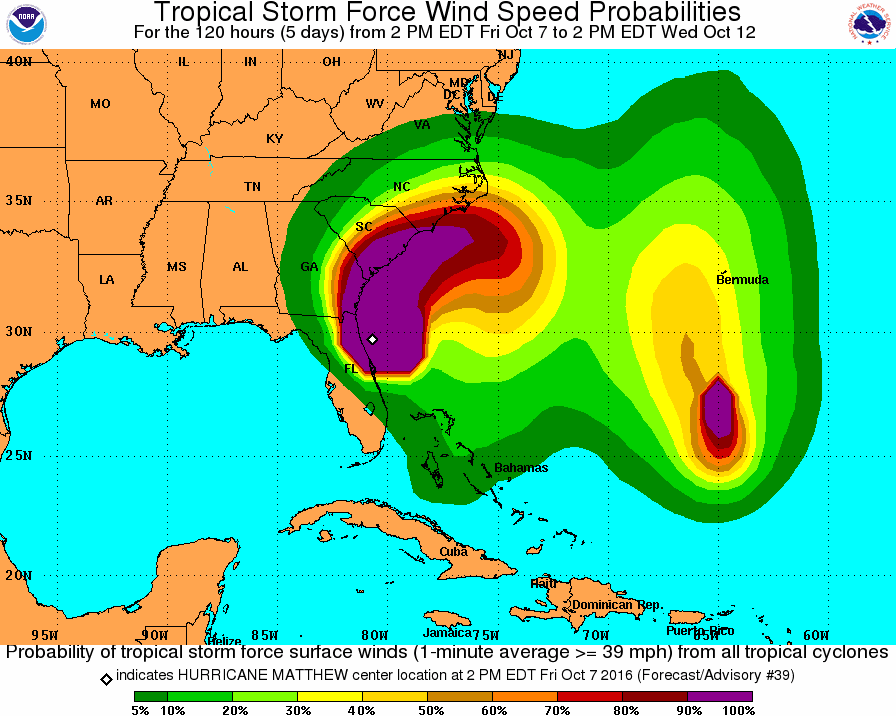 Tropical Storm Force Wind Speed Probabilities
For the 120 hours (5 days) from 2 PM EDT Fri Oct 7 to 2 PM EDT Wed Oct 12
NOAA
NATIONAL WEATHER SERVICE
40N
IL
IN
OH
NJ
MD
DC
DE
MO
WV
VA
KY
35N
AR
TN
NC
SC
LA
MS
AL
GA
Bermuda
30N
FL
25N
Bahamas
Cuba
20N
Haiti
Dominican Rep.
95W
90W
85W
80W
75W
70W
65W
60W
Belize
Jamaica
Puerto Rico
Probability of tropical storm force surface winds (1-minute average >= 39 mph) from all tropical cyclones
indicates HURRICANE MATTHEW center location at 2 PM EDT Fri Oct 7 2016 (Forecast/Advisory #39)
5% 10% 20% 30% 40% 50% 60% 70% 80% 90% 100%